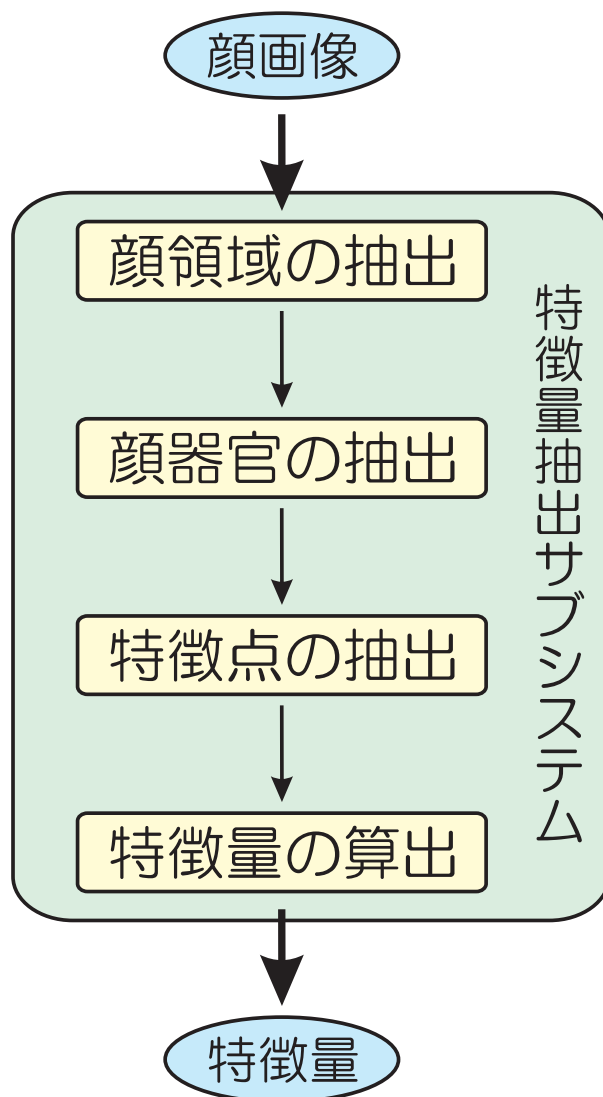 顔画像
顔領域の抽出
顔器官の抽出
特徴点の抽出
特徴量の算出
特徴量抽出サブシステム
特徴量